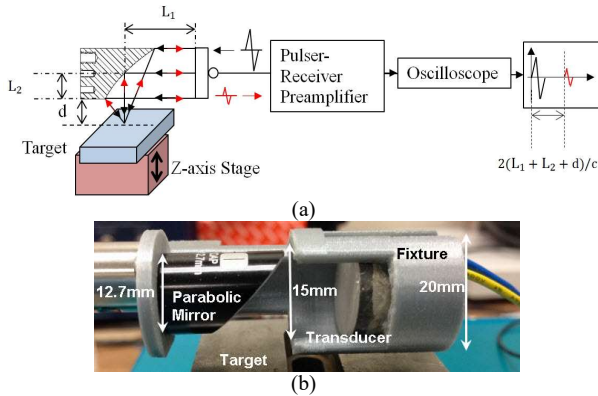 L₁
L₂
d
Target
Z-axis Stage
Pulser-
Receiver
Preamplifier
Oscilloscope
2(L₁ + L₂ + d)/c
(a)
12.7mm
Parabolic
Mirror
15mm
Transducer
Fixture
20mm
Target
(b)